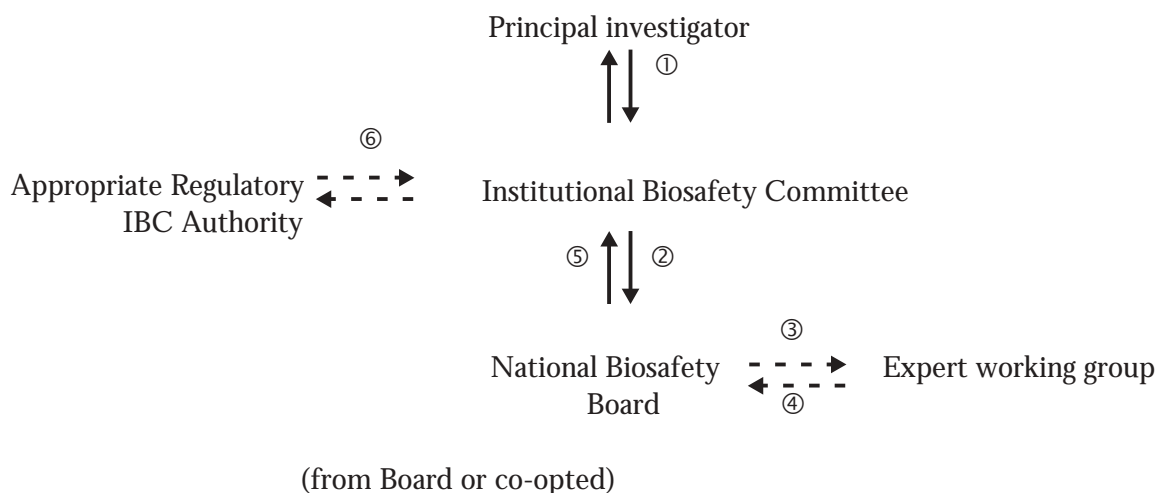 Principal investigator
①
⑥
Appropriate Regulatory
IBC Authority
Institutional Biosafety Committee
⑤ ②
③
National Biosafety
Board
Expert working group
④
(from Board or co-opted)